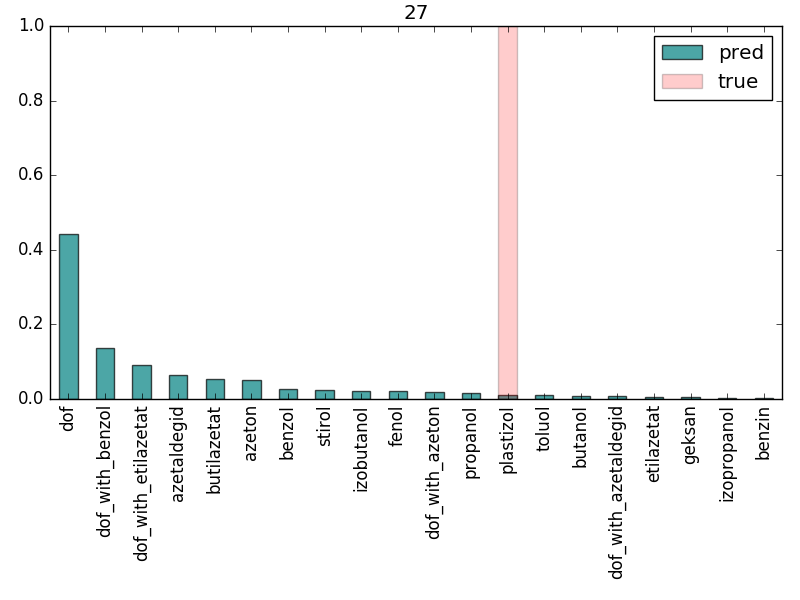 27
1.0
0.8
0.6
0.4
0.2
0.0
pred
true
dof
dof_with_benzol
dof_with_etilazetat
azetaldegid
butilazetat
azeton
benzol
stirol
izobutanol
fenol
dof_with_azeton
propanol
plastizol
toluol
butanol
dof_with_azetaldegid
etilazetat
geksan
izopropanol
benzin